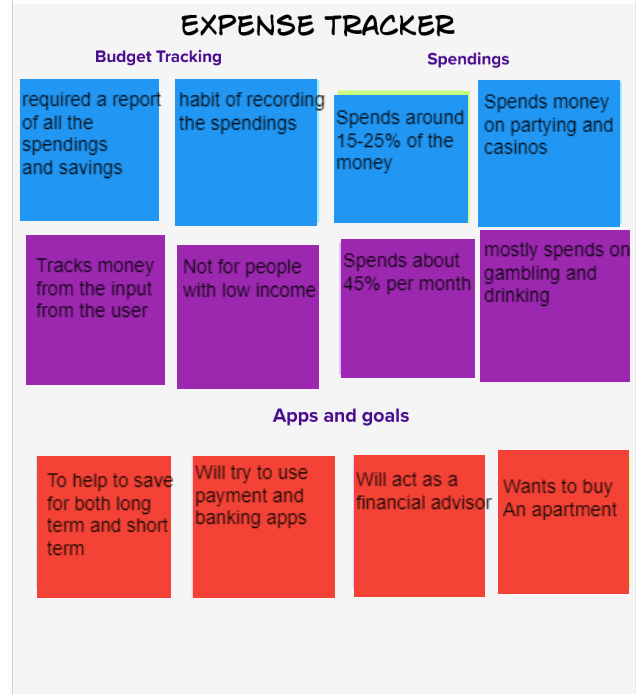 EXPENSE TRACKER
Budget Tracking
Spendings
required a report
of all the
spendings
and savings
habit of recording
the spendings
Spends around
15-25% of the
money
Spends money
on partying and
casinos
Tracks money
from the input
from the user
Not for people
with low income
Spends about
45% per month
mostly spends on
gambling and
drinking
Apps and goals
To help to save
for both long
term and short
term
Will try to use
payment and
banking apps
Will act as a
financial advisor
Wants to buy
An apartment